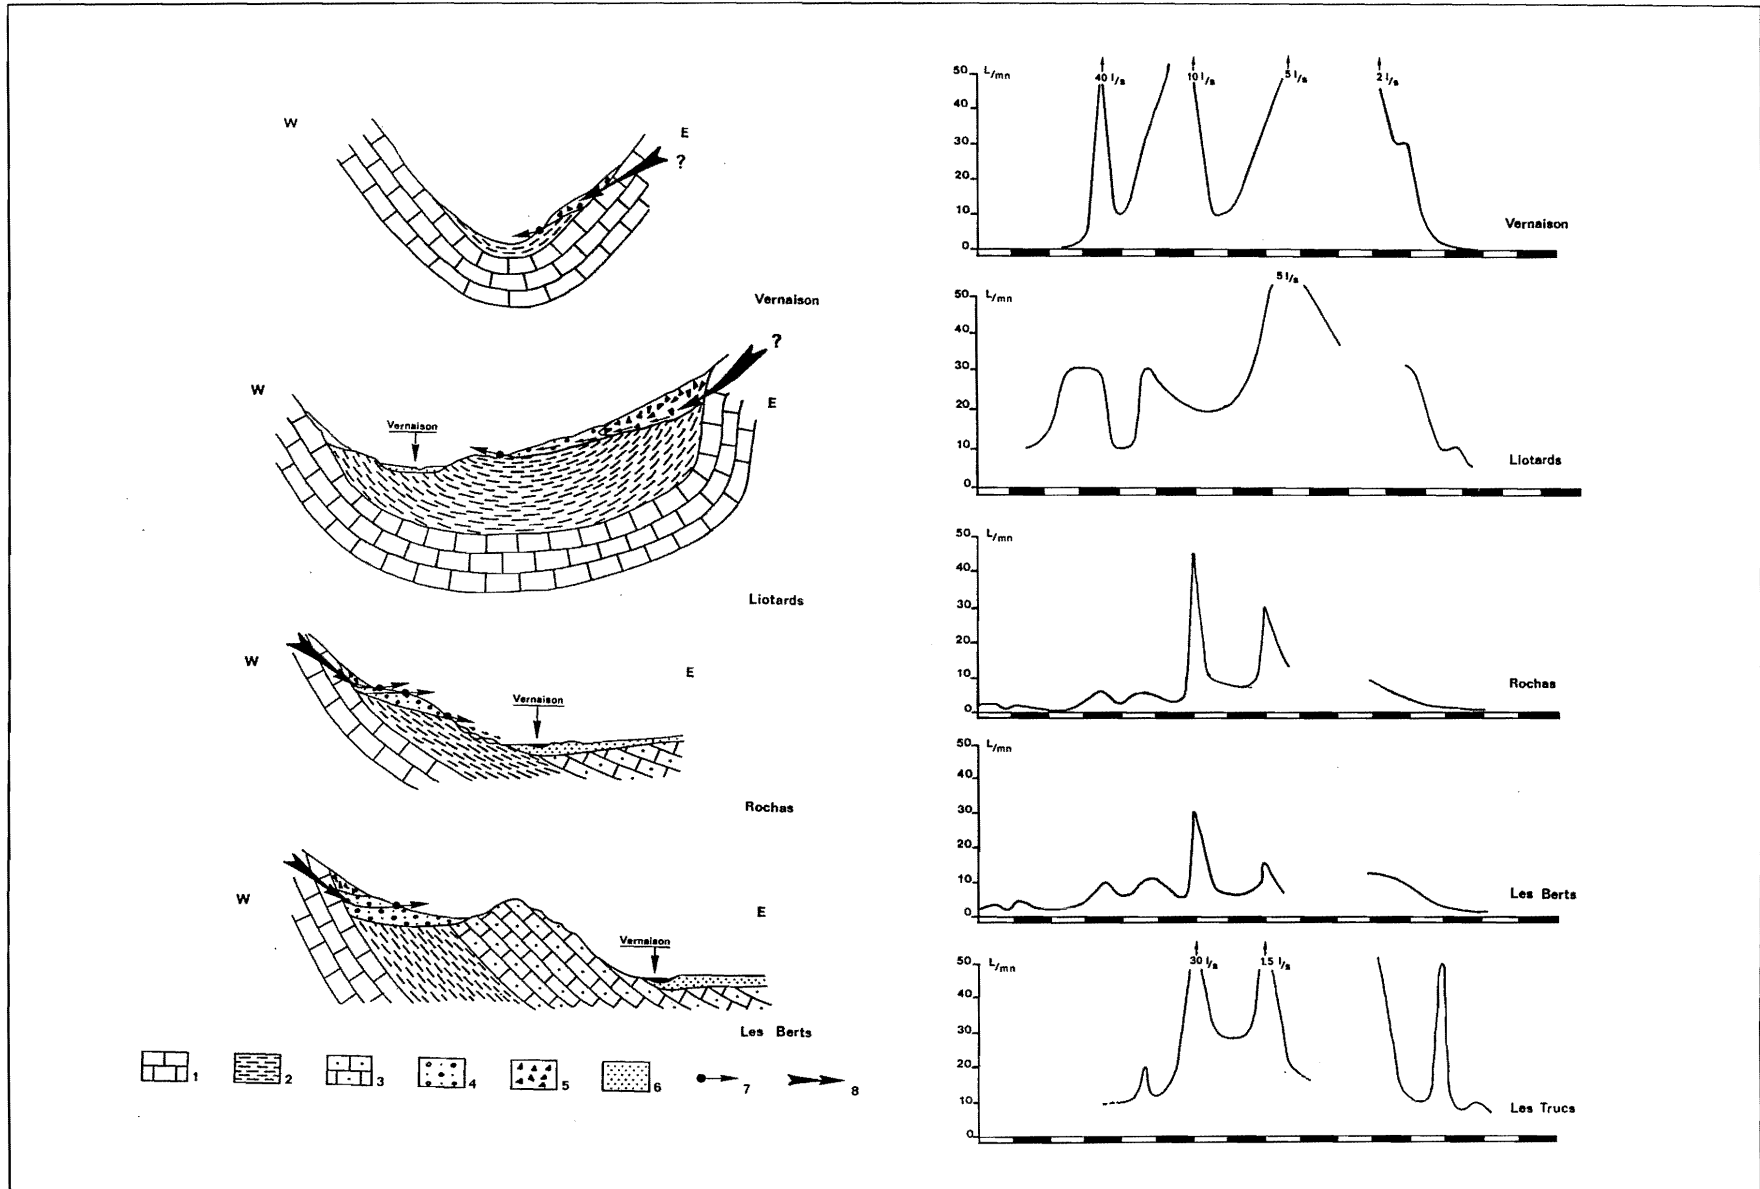 W
E
?
Vernaison
?
W
E
Vernaison
Liotards
W
E
Vernaison
Rochas
W
E
Vernaison
Les Berts
1 2 3 4 5 6 7 8
50 L/mn 40 l/s 10 l/s 5 l/s 2 l/s
40
30
20
10
0
Vernaison
5 l/s
50 L/mn
40
30
20
10
0
Liotards
50 L/mn
40
30
20
10
0
Rochas
50 L/mn
40
30
20
10
0
Les Berts
50 L/mn 30 l/s 1.5 l/s
40
30
20
10
0
Les Trucs